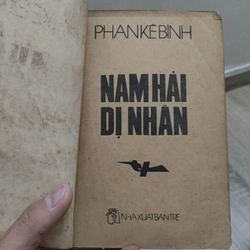 PHAN KẾ BÍNH
NAM HẢI
DỊ NHÂN
NHÀ XUẤT BẢN TRẺ